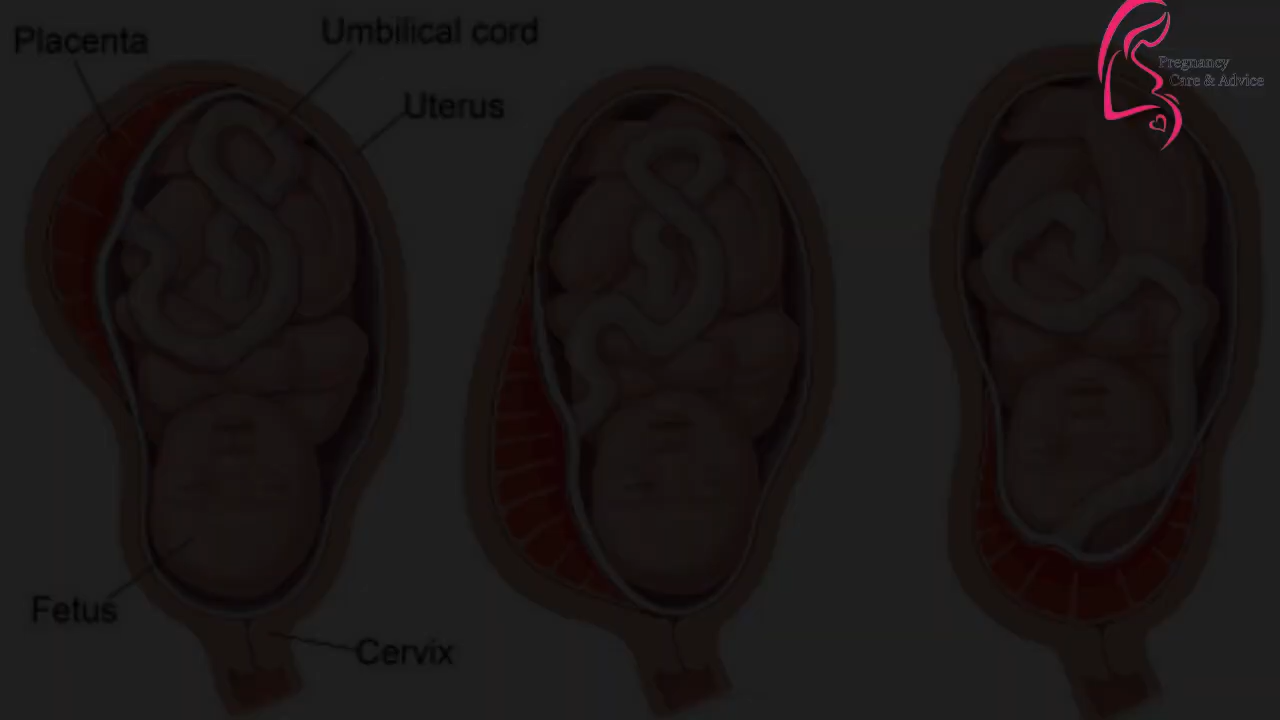 Placenta
Umbilical cord
Uterus
Pregnancy
Care & Advice
Fetus
Cervix